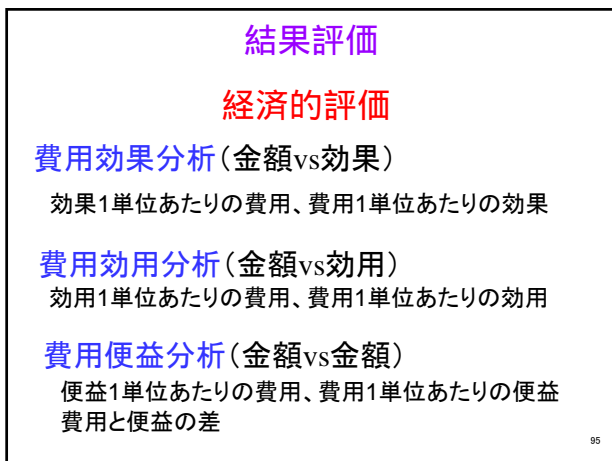 結果評価
経済的評価
費用効果分析(金額vs効果)
効果1単位あたりの費用、費用1単位あたりの効果
費用効用分析(金額vs効用)
効用1単位あたりの費用、費用1単位あたりの効用
費用便益分析(金額vs金額)
便益1単位あたりの費用、費用1単位あたりの便益
費用と便益の差
95